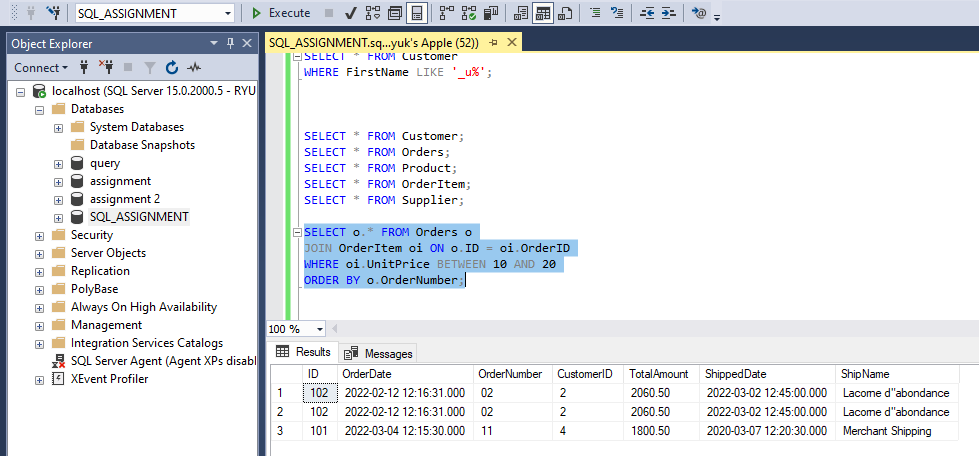 SQL_ASSIGNMENT
Execute
Object Explorer
SQL_ASSIGNMENT.sq...yuk's Apple (52))
Connect
localhost (SQL Server 15.0.2000.5 - RYU
Databases
System Databases
Database Snapshots
query
assignment
assignment 2
SQL_ASSIGNMENT
Security
Server Objects
Replication
PolyBase
Always On High Availability
Management
Integration Services Catalogs
SQL Server Agent (Agent XPs disabl
XEvent Profiler
SELECT * FROM Customer
WHERE FirstName LIKE '_u%';
SELECT * FROM Customer;
SELECT * FROM Orders;
SELECT * FROM Product;
SELECT * FROM OrderItem;
SELECT * FROM Supplier;
SELECT o.* FROM Orders o
JOIN OrderItem oi ON o.ID = oi.OrderID
WHERE oi.UnitPrice BETWEEN 10 AND 20
ORDER BY o.OrderNumber;
100 %
Results Messages
ID OrderDate OrderNumber CustomerID TotalAmount ShippedDate ShipName
1 102 2022-02-12 12:16:31.000 02 2 2060.50 2022-03-02 12:45:00.000 Lacorne d''abondance
2 102 2022-02-12 12:16:31.000 02 2 2060.50 2022-03-02 12:45:00.000 Lacorne d''abondance
3 101 2022-03-04 12:15:30.000 11 4 1800.50 2020-03-07 12:20:30.000 Merchant Shipping